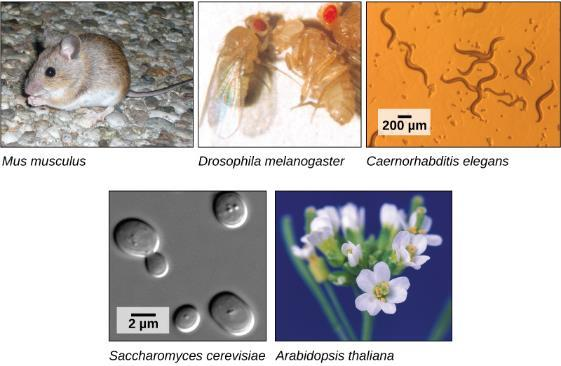 Mus musculus
Drosophila melanogaster
Caenorhabditis elegans
200 µm
2 µm
Saccharomyces cerevisiae
Arabidopsis thaliana